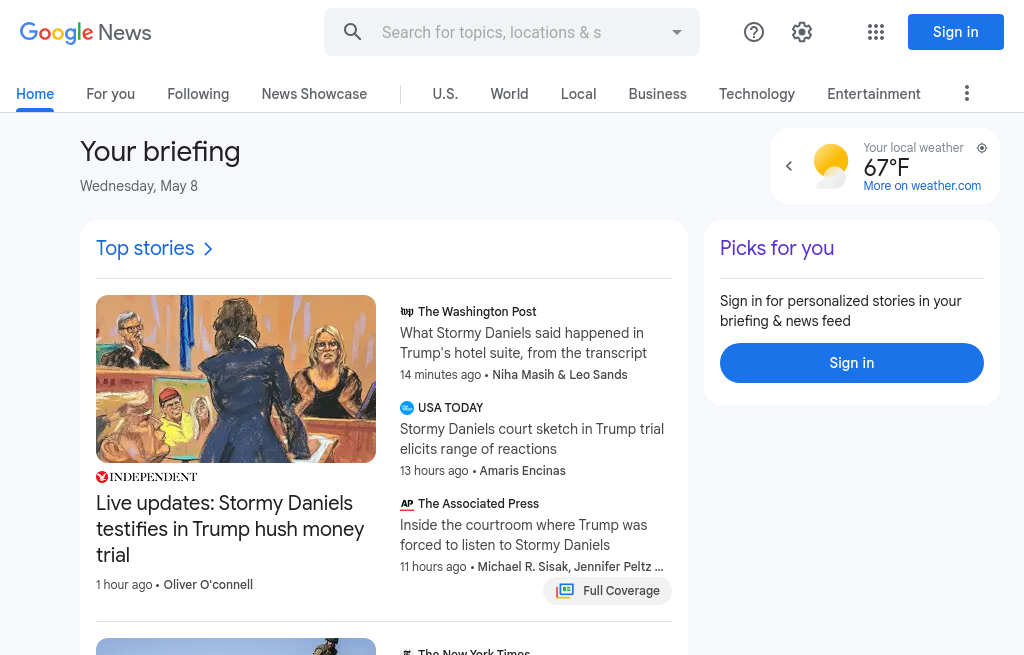 Google News
Search for topics, locations & s
Sign in
Home
For you
Following
News Showcase
U.S.
World
Local
Business
Technology
Entertainment
Your briefing
Wednesday, May 8
Your local weather
67°F
More on weather.com
Top stories
INDEPENDENT
Live updates: Stormy Daniels
testifies in Trump hush money
trial
1 hour ago • Oliver O'connell
wp The Washington Post
What Stormy Daniels said happened in
Trump's hotel suite, from the transcript
14 minutes ago • Niha Masih & Leo Sands
USA TODAY
Stormy Daniels court sketch in Trump trial
elicits range of reactions
13 hours ago • Amaris Encinas
AP The Associated Press
Inside the courtroom where Trump was
forced to listen to Stormy Daniels
11 hours ago • Michael R. Sisak, Jennifer Peltz ...
Full Coverage
The New York Times
Picks for you
Sign in for personalized stories in your
briefing & news feed
Sign in